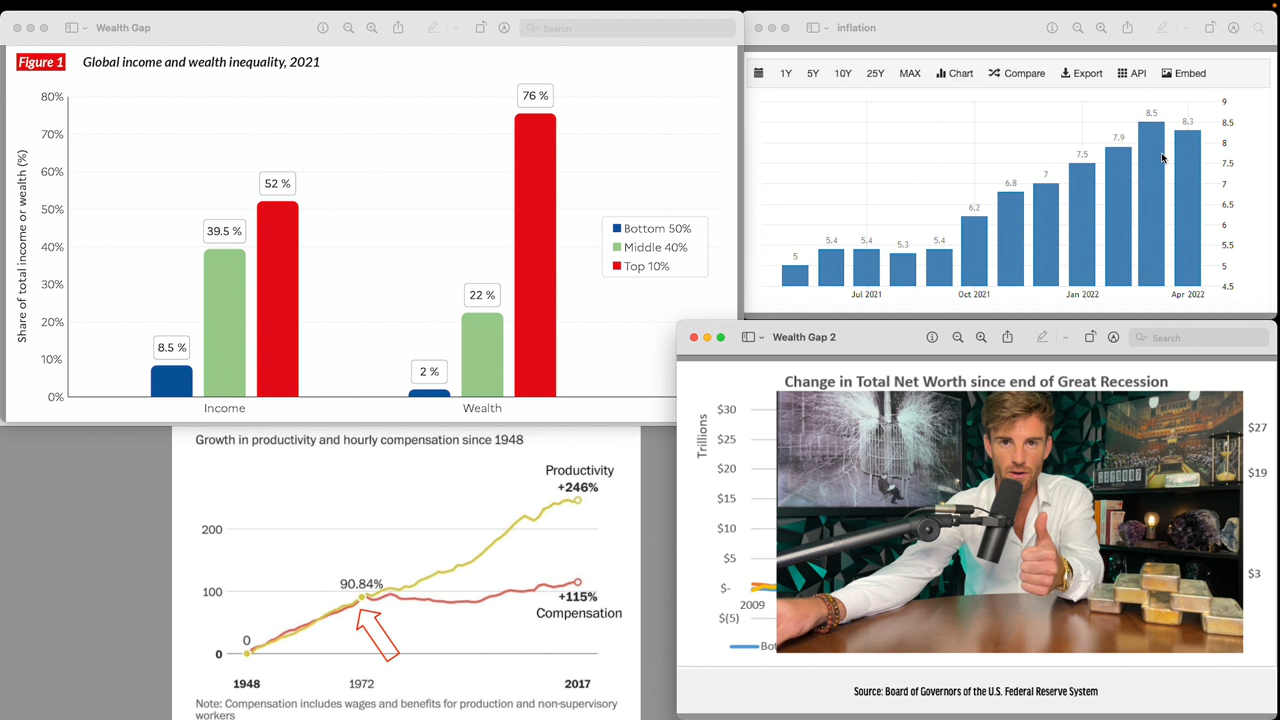 Wealth Gap
Search
Figure 1 Global income and wealth inequality, 2021
Share of total income or wealth (%)
80%
70%
60%
50%
40%
30%
20%
10%
0%
8.5 %
39.5 %
52 %
2 %
22 %
76 %
Income
Wealth
Bottom 50%
Middle 40%
Top 10%
inflation
1Y 5Y 10Y 25Y MAX Chart Compare Export API Embed
5
5.4
5.4
5.3
5.4
6.2
6.8
7
7.5
7.9
8.5
8.3
9
8.5
8
7.5
7
6.5
6
5.5
5
4.5
Jul 2021
Oct 2021
Jan 2022
Apr 2022
Growth in productivity and hourly compensation since 1948
Productivity
+246%
200
100
0
90.84%
0
+115%
Compensation
1948
1972
2017
Note: Compensation includes wages and benefits for production and non-supervisory
workers
Wealth Gap 2
Search
Change in Total Net Worth since end of Great Recession
Trillions
$30
$25
$20
$15
$10
$5
$-
$(5)
2009
$27
$19
$3
Source: Board of Governors of the U.S. Federal Reserve System